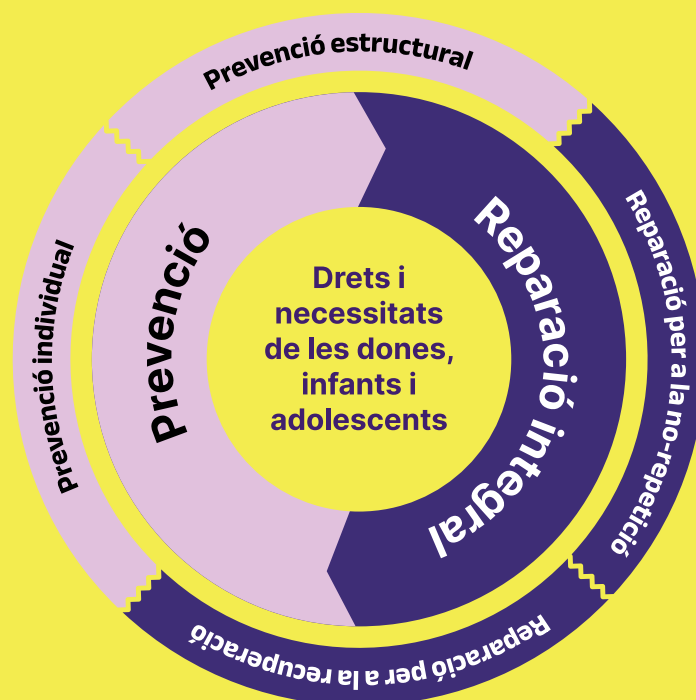 Prevenció estructural
Reparació per a la no-repetició
Reparació per a la recuperació
Prevenció individual
Prevenció
Reparació integral
Drets i
necessitats
de les dones,
infants i
adolescents